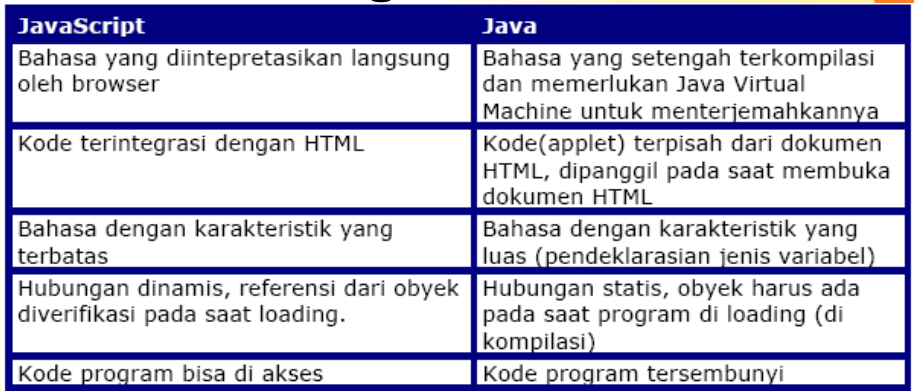 JavaScript
Java
Bahasa yang diintepretasikan langsung
oleh browser
Bahasa yang setengah terkompilasi
dan memerlukan Java Virtual
Machine untuk menterjemahkannya
Kode terintegrasi dengan HTML
Kode(applet) terpisah dari dokumen
HTML, dipanggil pada saat membuka
dokumen HTML
Bahasa dengan karakteristik yang
terbatas
Bahasa dengan karakteristik yang
luas (pendeklarasian jenis variabel)
Hubungan dinamis, referensi dari obyek
diverifikasi pada saat loading.
Hubungan statis, obyek harus ada
pada saat program di loading (di
kompilasi)
Kode program bisa di akses
Kode program tersembunyi